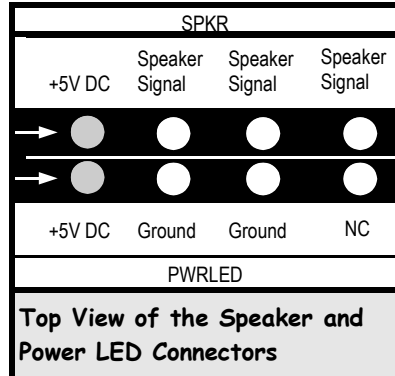 SPKR
+5V DC Speaker Signal Speaker Signal Speaker Signal
+5V DC Ground Ground NC
PWRLED
Top View of the Speaker and
Power LED Connectors